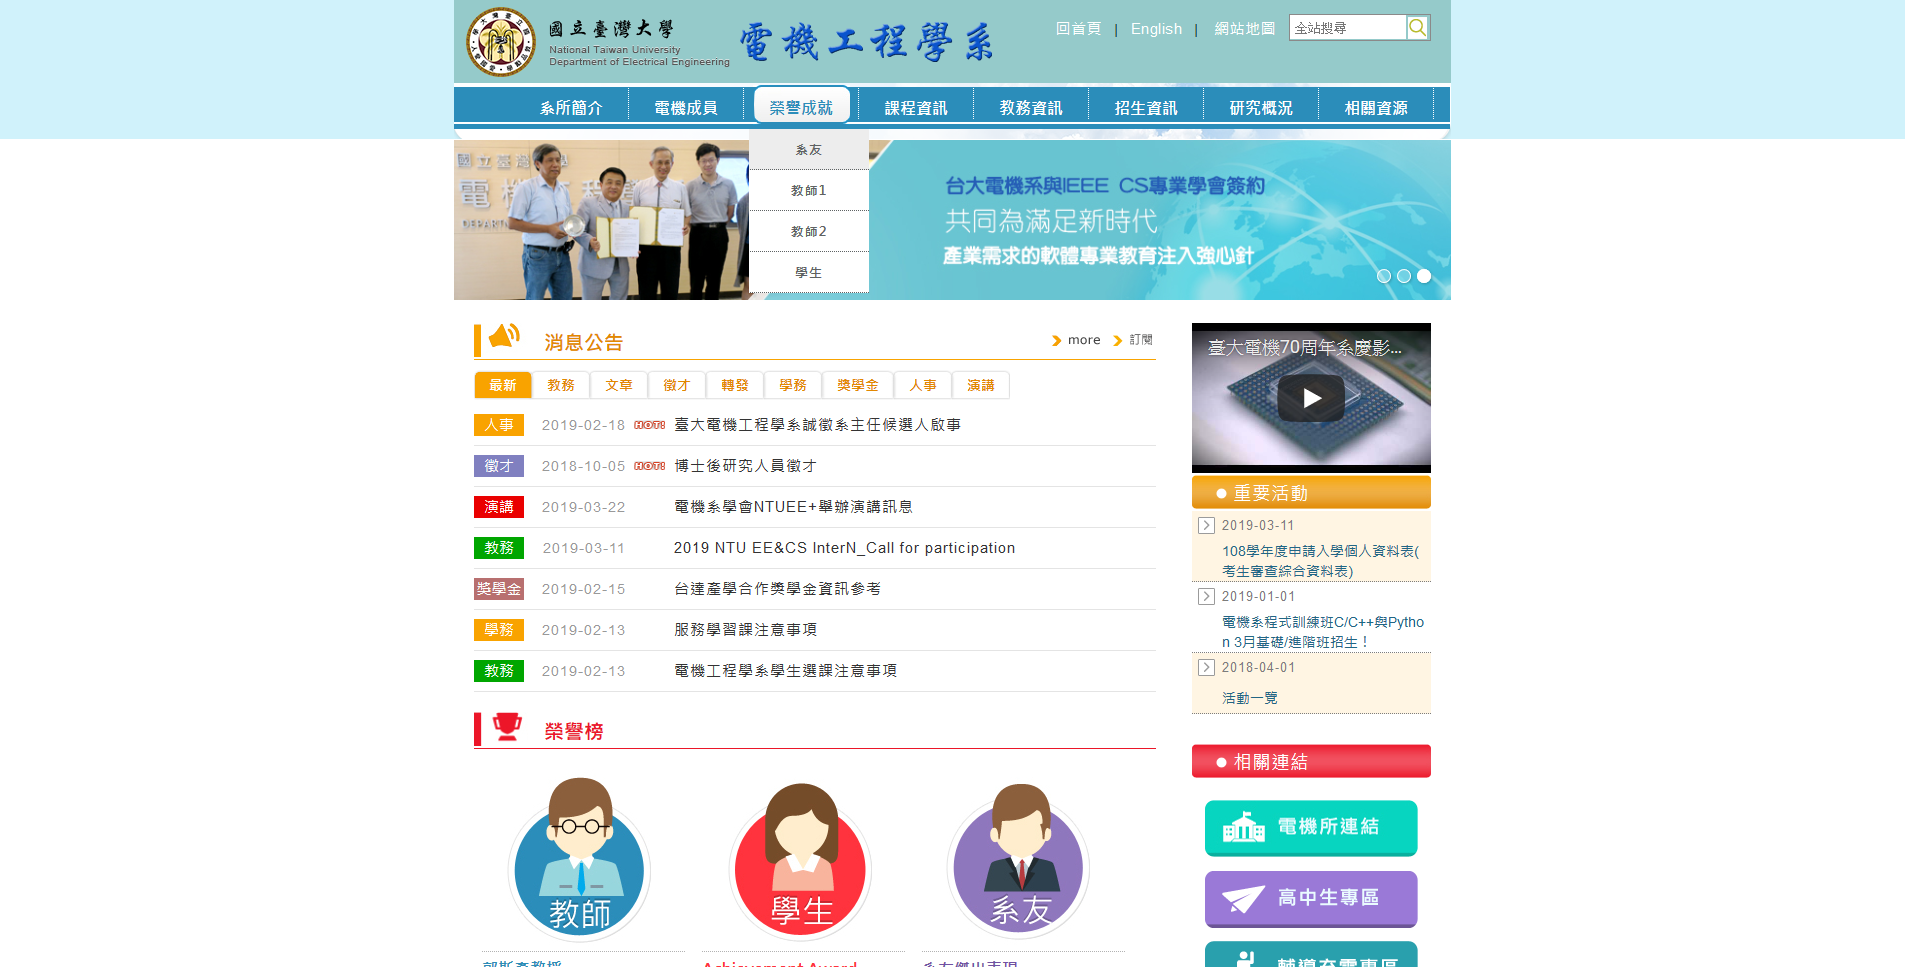 國立臺灣大學
National Taiwan University
Department of Electrical Engineering
電機工程學系
回首頁 | English | 網站地圖
全站搜尋
系所簡介 電機成員 榮譽成就 課程資訊 教務資訊 招生資訊 研究概況 相關資源
系友
教師1
教師2
學生
國立臺灣
電機
台大電機系與IEEE CS專業學會簽約
共同為滿足新時代
產業需求的軟體專業教育注入強心針
消息公告
more 訂閱
最新 教務 文章 徵才 轉發 學務 獎學金 人事 演講
人事 2019-02-18 HOT! 臺大電機工程學系誠徵系主任候選人啟事
徵才 2018-10-05 HOT! 博士後研究人員徵才
演講 2019-03-22 電機系學會NTUEE+舉辦演講訊息
教務 2019-03-11 2019 NTU EE&CS InterN_Call for participation
獎學金 2019-02-15 台達產學合作獎學金資訊參考
學務 2019-02-13 服務學習課注意事項
教務 2019-02-13 電機工程學系學生選課注意事項
榮譽榜
教師
學生
系友
Achievement Award
系友傑出表現
臺大電機70周年系慶影...
重要活動
2019-03-11
108學年度申請入學個人資料表(
考生審查綜合資料表)
2019-01-01
電機系程式訓練班C/C++與Pytho
n 3月基礎/進階班招生！
2018-04-01
活動一覽
相關連結
電機所連結
高中生專區
輔導充電專區